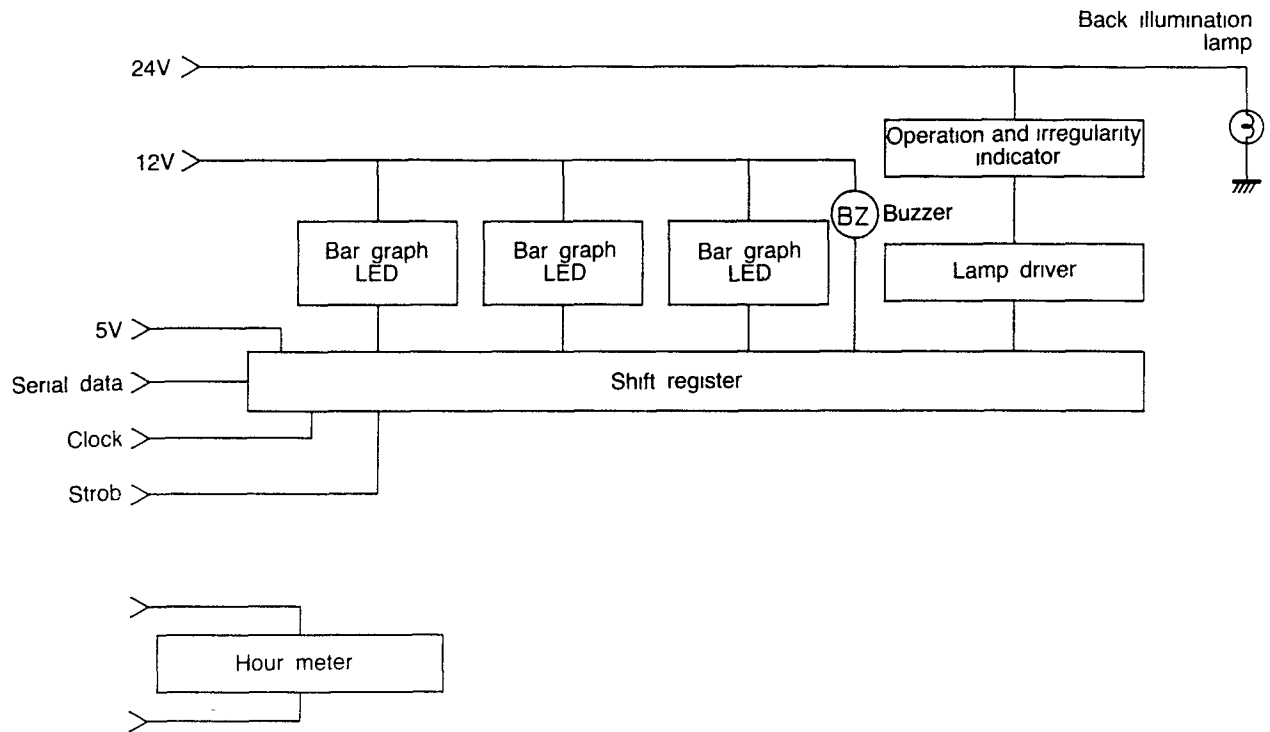 Back illumination
lamp
24V
Operation and irregularity
indicator
12V
BZ Buzzer
Bar graph
LED
Bar graph
LED
Bar graph
LED
Lamp driver
5V
Serial data
Shift register
Clock
Strob
Hour meter